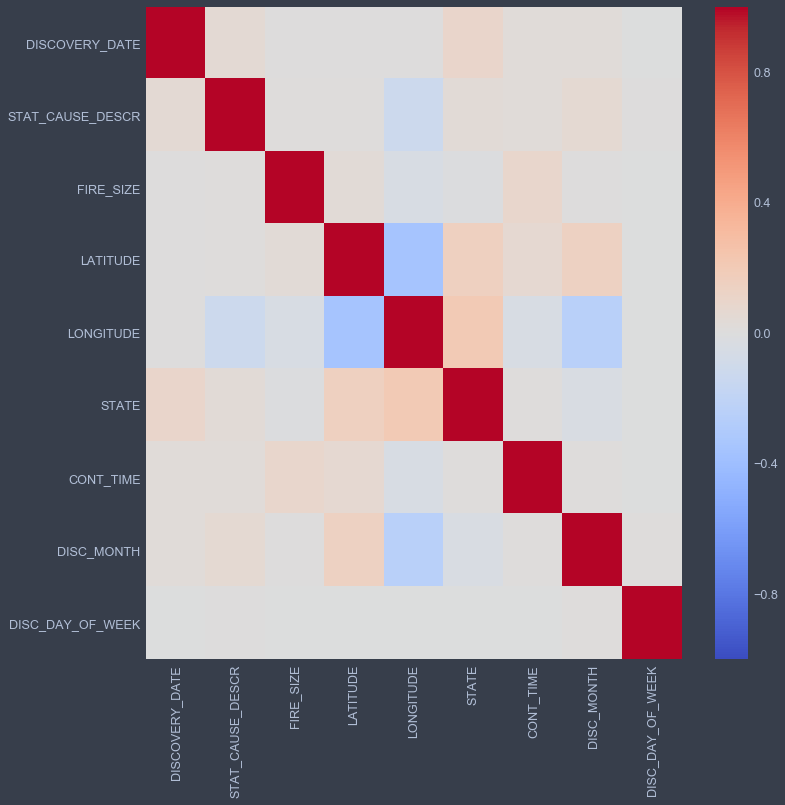 DISCOVERY_DATE
STAT_CAUSE_DESCR
FIRE_SIZE
LATITUDE
LONGITUDE
STATE
CONT_TIME
DISC_MONTH
DISC_DAY_OF_WEEK
DISCOVERY_DATE
STAT_CAUSE_DESCR
FIRE_SIZE
LATITUDE
LONGITUDE
STATE
CONT_TIME
DISC_MONTH
DISC_DAY_OF_WEEK
0.8
0.4
0.0
−0.4
−0.8